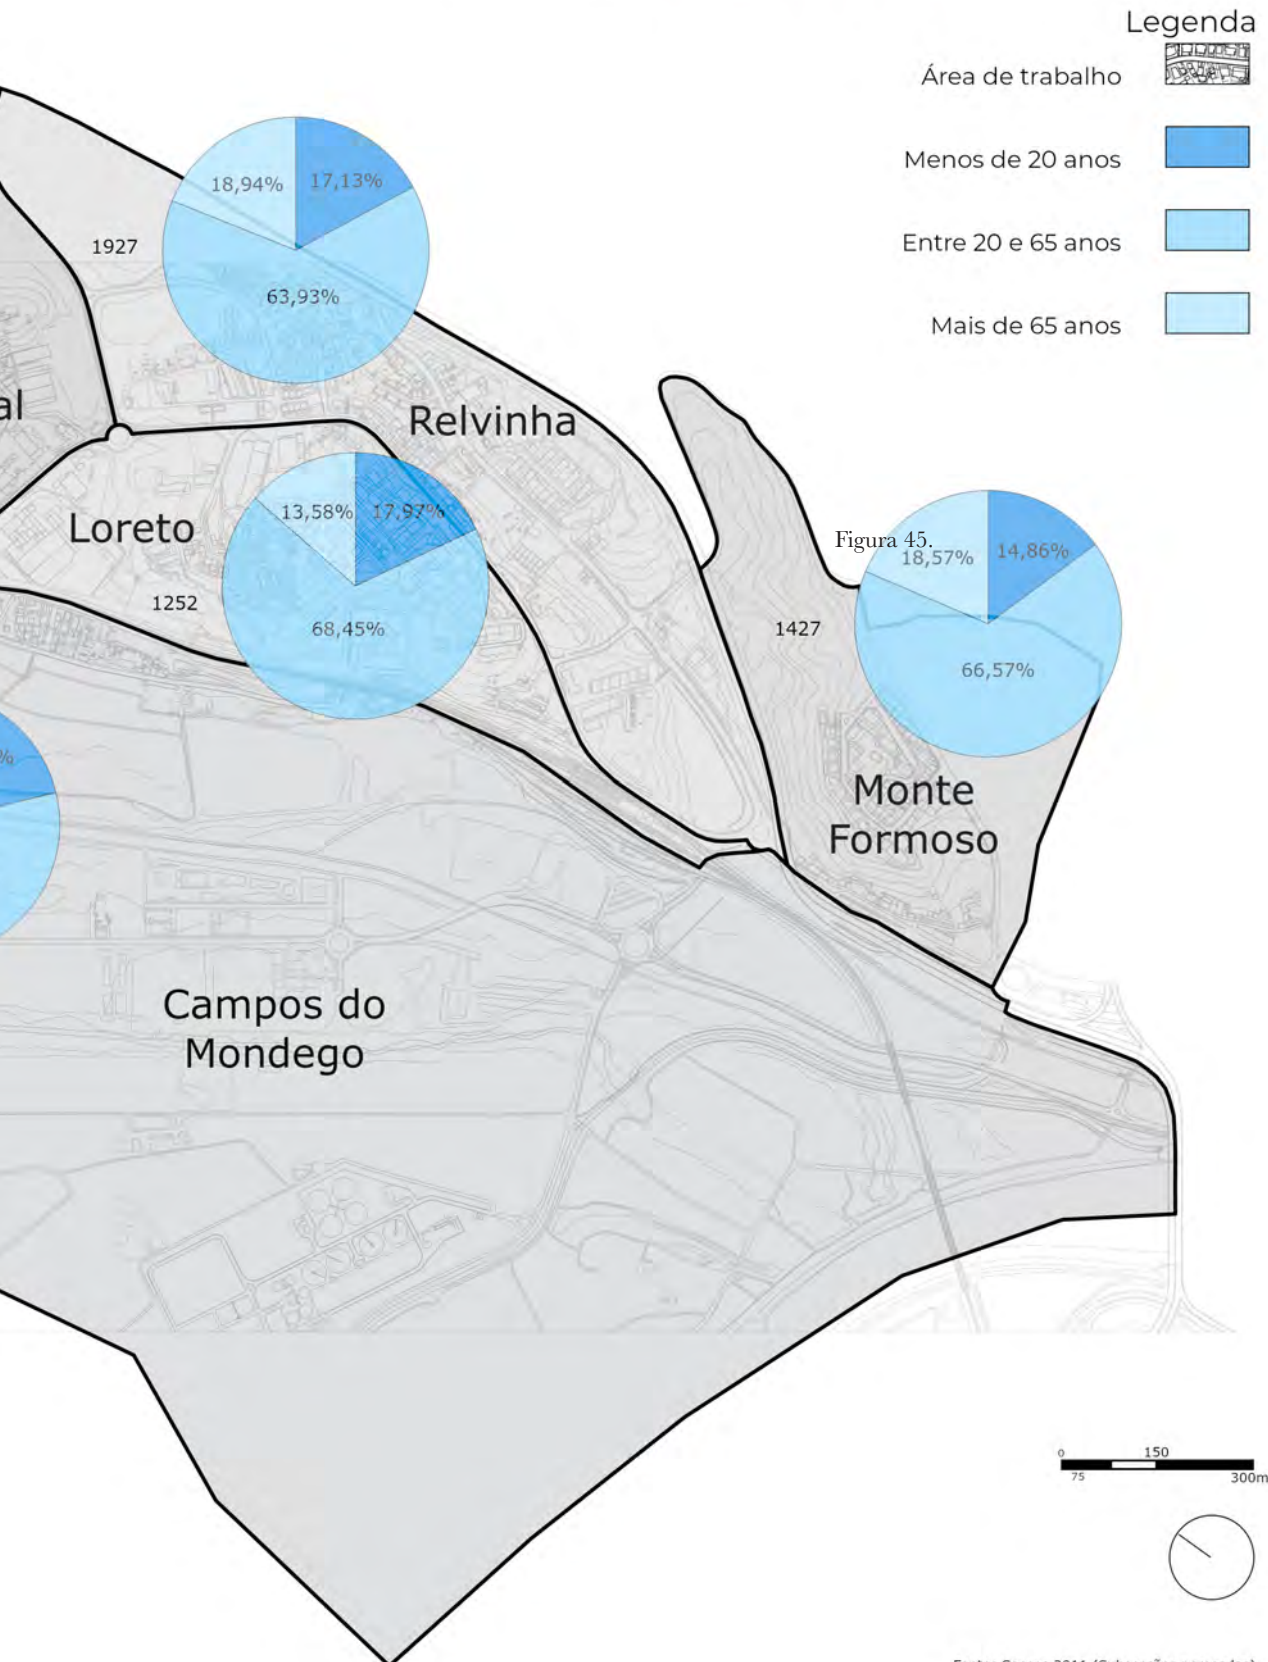 Legenda
Área de trabalho
Menos de 20 anos
Entre 20 e 65 anos
Mais de 65 anos
18,94%
17,13%
63,93%
1927
al
Relvinha
Loreto
1252
13,58%
17,97%
68,45%
Figura 45.
18,57%
14,86%
66,57%
1427
%
Monte
Formoso
Campos do
Mondego
0 150
75 300m